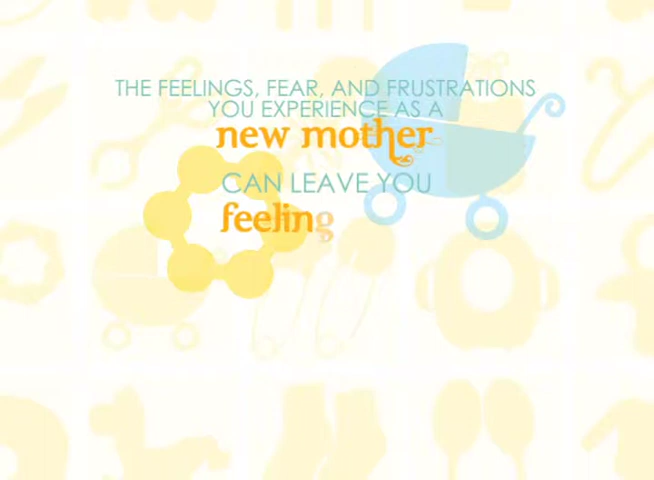 THE FEELINGS, FEAR, AND FRUSTRATIONS
YOU EXPERIENCE AS A
new mother
CAN LEAVE YOU
feeling